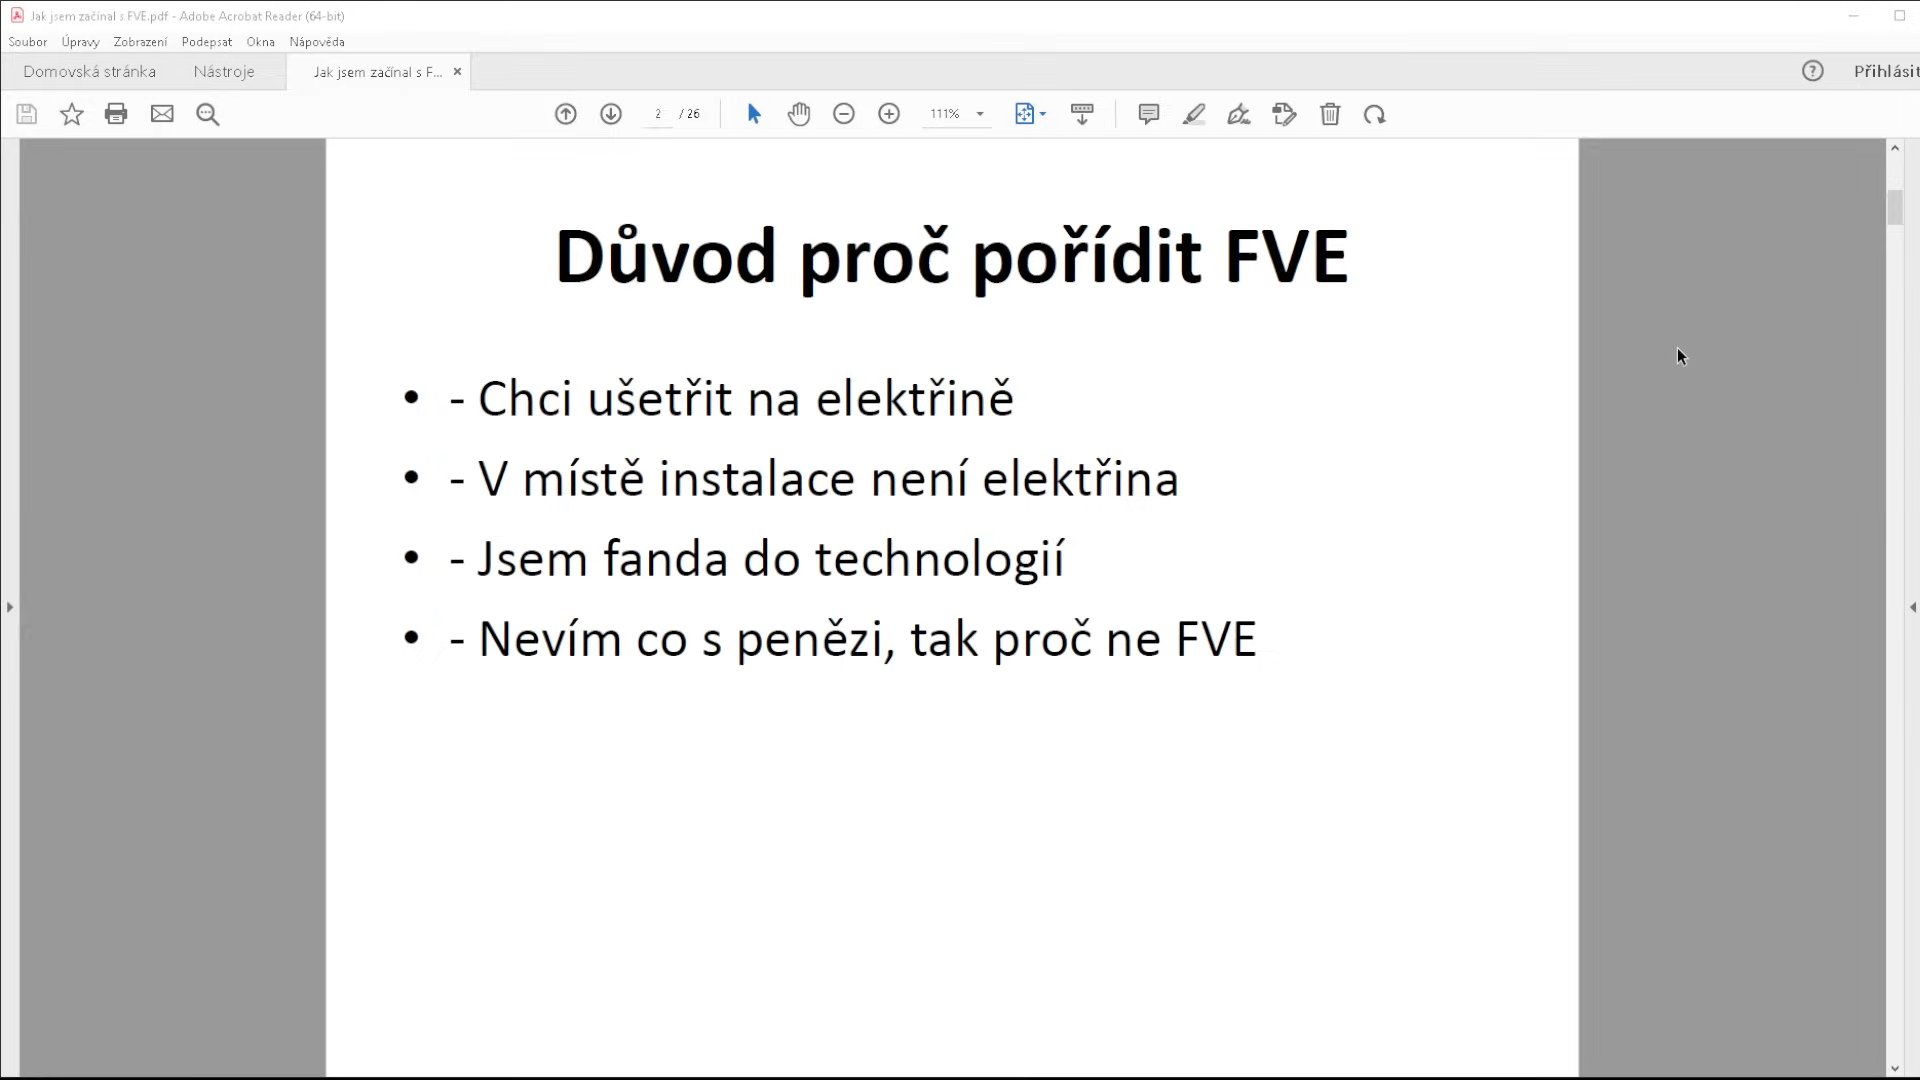 Jak jsem začínal s FVE.pdf - Adobe Acrobat Reader (64-bit)
Soubor Úpravy Zobrazení Podepsat Okna Nápověda
Domovská stránka Nástroje Jak jsem začínal s F... × Přihlásit
2 / 26 111%
Důvod proč pořídit FVE
• - Chci ušetřit na elektřině
• - V místě instalace není elektřina
• - Jsem fanda do technologií
• - Nevím co s penězi, tak proč ne FVE